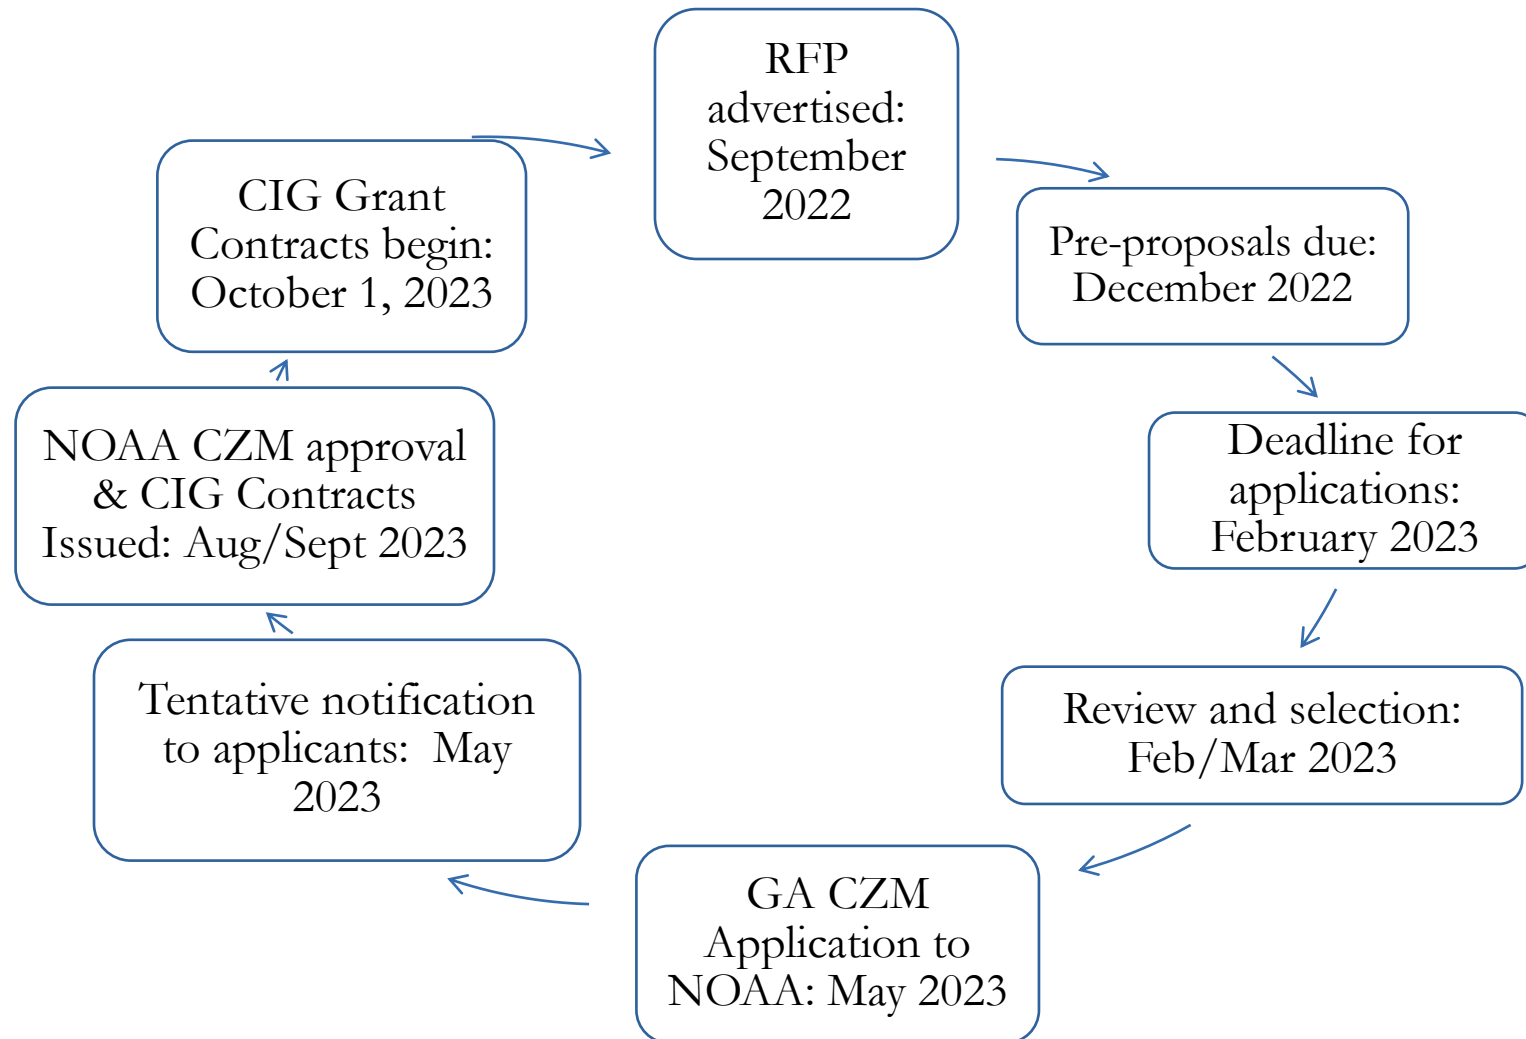 RFP
advertised:
September
2022
Pre-proposals due:
December 2022
Deadline for
applications:
February 2023
Review and selection:
Feb/Mar 2023
GA CZM
Application to
NOAA: May 2023
Tentative notification
to applicants:  May
2023
NOAA CZM approval
& CIG Contracts
Issued: Aug/Sept 2023
CIG Grant
Contracts begin:
October 1, 2023